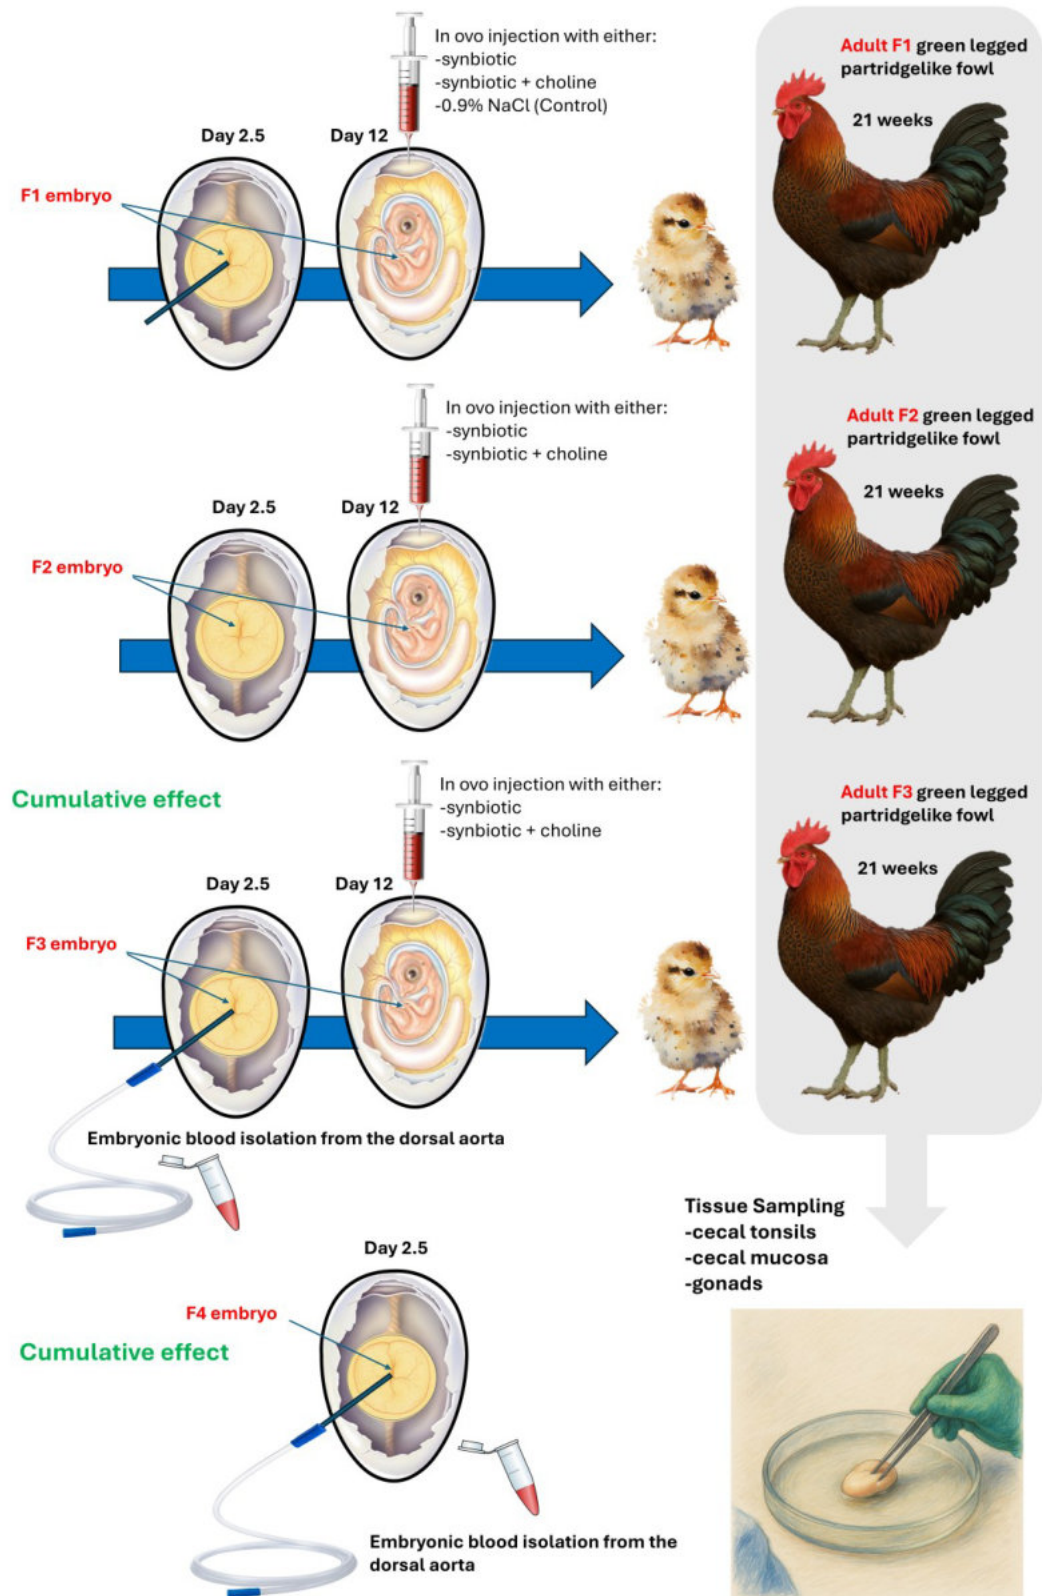 In ovo injection with either:
-synbiotic
-synbiotic + choline
-0.9% NaCl (Control)
Day 2.5
Day 12
F1 embryo
Adult F1 green legged
partridgelike fowl
21 weeks
In ovo injection with either:
-synbiotic
-synbiotic + choline
Day 2.5
Day 12
F2 embryo
Adult F2 green legged
partridgelike fowl
21 weeks
Cumulative effect
In ovo injection with either:
-synbiotic
-synbiotic + choline
Day 2.5
Day 12
F3 embryo
Adult F3 green legged
partridgelike fowl
21 weeks
Embryonic blood isolation from the dorsal aorta
Tissue Sampling
-cecal tonsils
-cecal mucosa
-gonads
Day 2.5
F4 embryo
Cumulative effect
Embryonic blood isolation from the
dorsal aorta